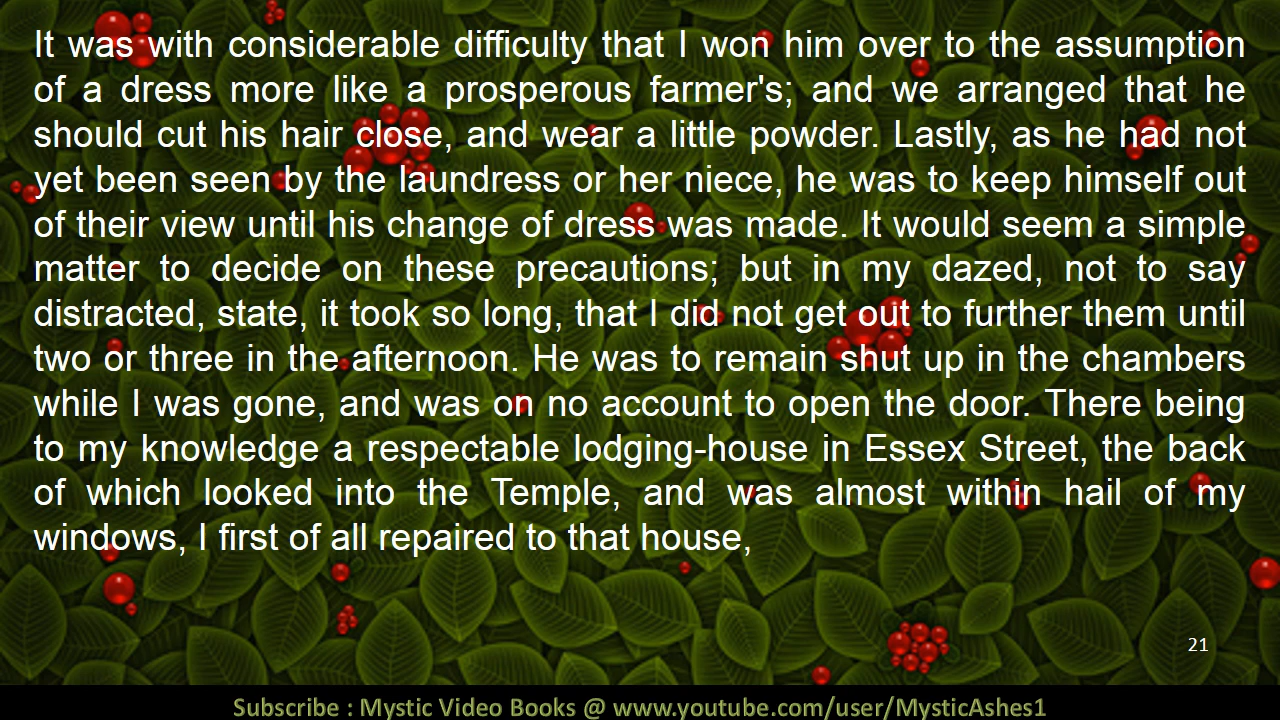 It was with considerable difficulty that I won him over to the assumption
of a dress more like a prosperous farmer's; and we arranged that he
should cut his hair close, and wear a little powder. Lastly, as he had not
yet been seen by the laundress or her niece, he was to keep himself out
of their view until his change of dress was made. It would seem a simple
matter to decide on these precautions; but in my dazed, not to say
distracted, state, it took so long, that I did not get out to further them until
two or three in the afternoon. He was to remain shut up in the chambers
while I was gone, and was on no account to open the door. There being
to my knowledge a respectable lodging-house in Essex Street, the back
of which looked into the Temple, and was almost within hail of my
windows, I first of all repaired to that house,
21
Subscribe : Mystic Video Books @ www.youtube.com/user/MysticAshes1